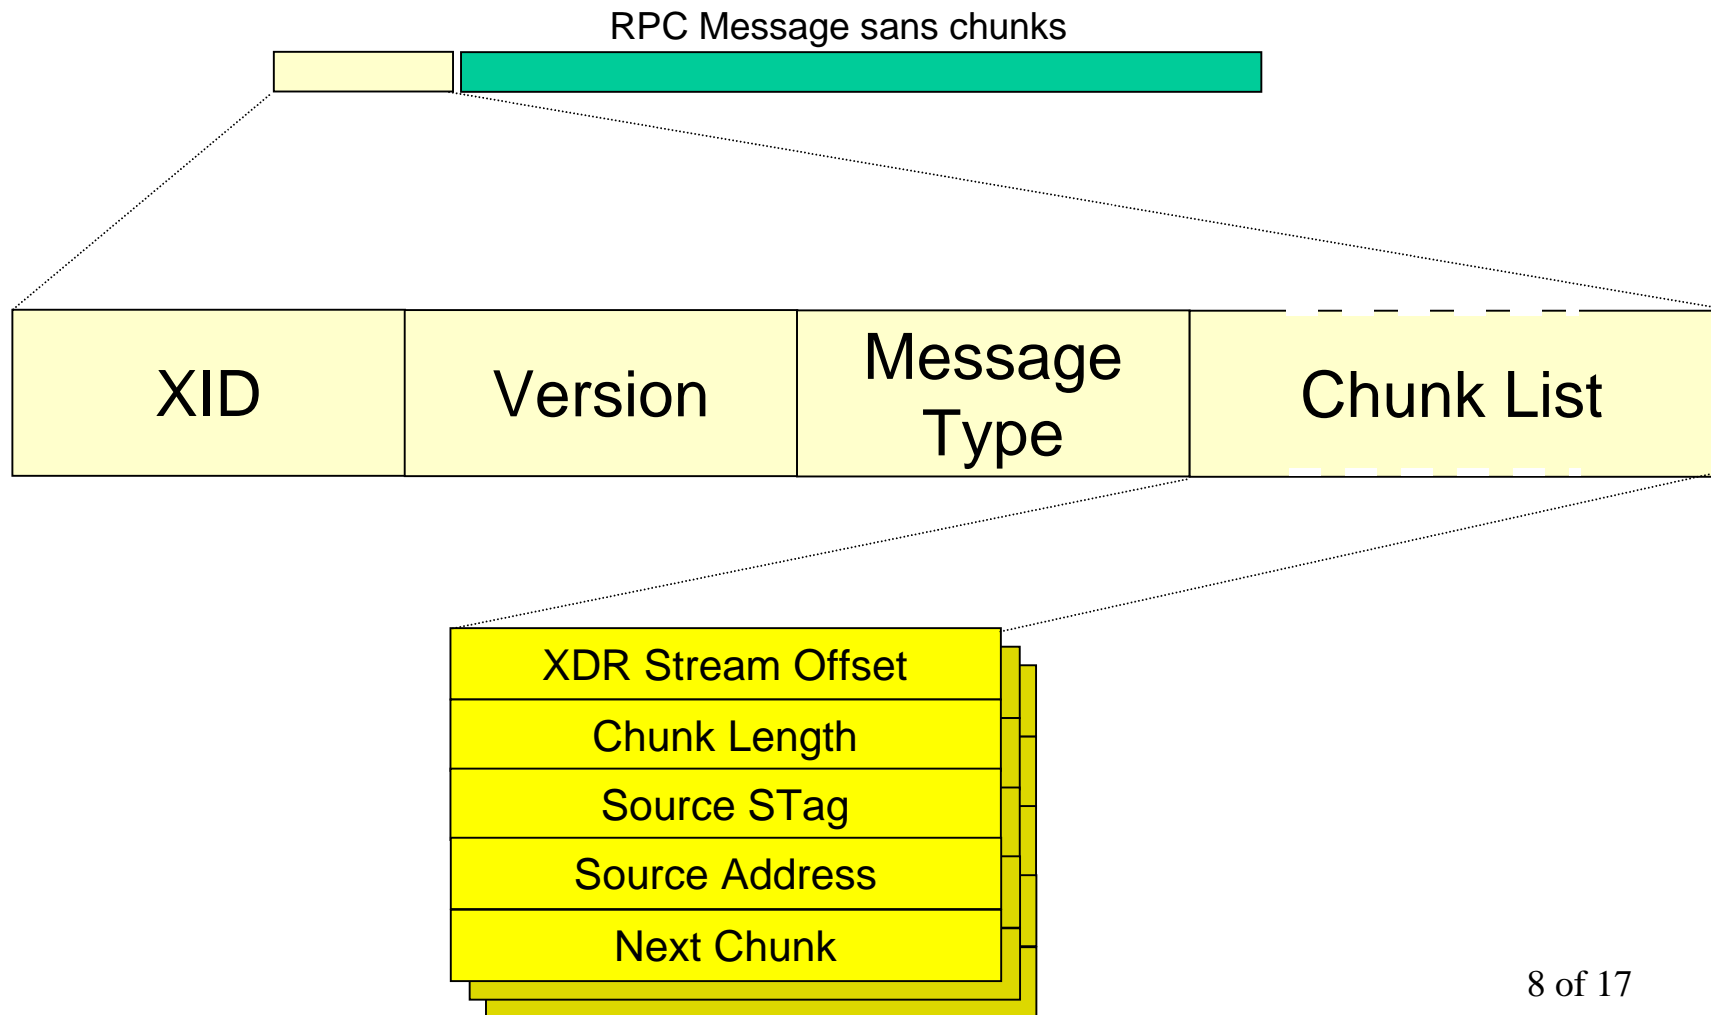 RPC Message sans chunks
XID
Version
Message
Type
Chunk List
XDR Stream Offset
Chunk Length
Source STag
Source Address
Next Chunk
8 of 17